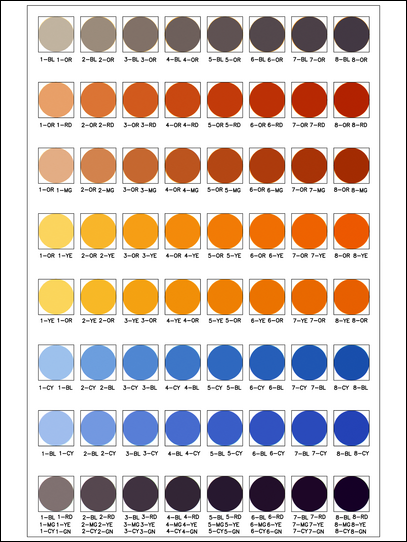 1-BL 1-OR 2-BL 2-OR 3-BL 3-OR 4-BL 4-OR 5-BL 5-OR 6-BL 6-OR 7-BL 7-OR 8-BL 8-OR
1-OR 1-RD 2-OR 2-RD 3-OR 3-RD 4-OR 4-RD 5-OR 5-RD 6-OR 6-RD 7-OR 7-RD 8-OR 8-RD
1-OR 1-MG 2-OR 2-MG 3-OR 3-MG 4-OR 4-MG 5-OR 5-MG 6-OR 6-MG 7-OR 7-MG 8-OR 8-MG
1-OR 1-YE 2-OR 2-YE 3-OR 3-YE 4-OR 4-YE 5-OR 5-YE 6-OR 6-YE 7-OR 7-YE 8-OR 8-YE
1-YE 1-OR 2-YE 2-OR 3-YE 3-OR 4-YE 4-OR 5-YE 5-OR 6-YE 6-OR 7-YE 7-OR 8-YE 8-OR
1-CY 1-BL 2-CY 2-BL 3-CY 3-BL 4-CY 4-BL 5-CY 5-BL 6-CY 6-BL 7-CY 7-BL 8-CY 8-BL
1-BL 1-CY 2-BL 2-CY 3-BL 3-CY 4-BL 4-CY 5-BL 5-CY 6-BL 6-CY 7-BL 7-CY 8-BL 8-CY
1-BL 1-RD 2-BL 2-RD 3-BL 3-RD 4-BL 4-RD 5-BL 5-RD 6-BL 6-RD 7-BL 7-RD 8-BL 8-RD
1-MG 1-YE 2-MG 2-YE 3-MG 3-YE 4-MG 4-YE 5-MG 5-YE 6-MG 6-YE 7-MG 7-YE 8-MG 8-YE
1-CY 1-GN 2-CY 2-GN 3-CY 3-GN 4-CY 4-GN 5-CY 5-GN 6-CY 6-GN 7-CY 7-GN 8-CY 8-GN